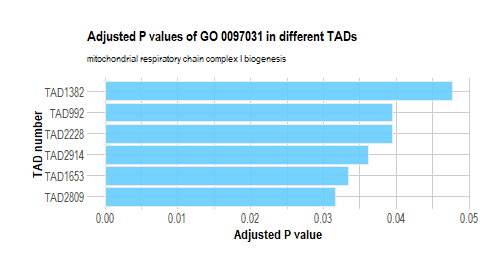 Adjusted P values of GO 0097031 in different TADs
mitochondrial respiratory chain complex I biogenesis
TAD number
TAD1382
TAD992
TAD2228
TAD2914
TAD1653
TAD2809
0.00 0.01 0.02 0.03 0.04 0.05
Adjusted P value